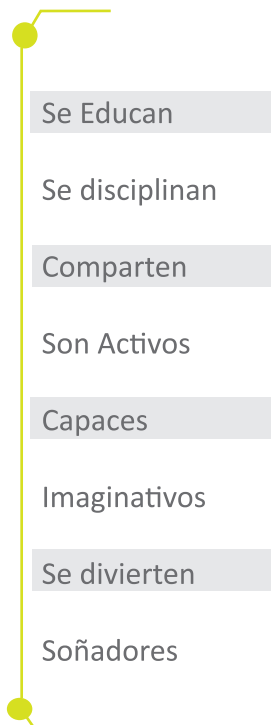 Se Educan
Se disciplinan
Comparten
Son Activos
Capaces
Imaginativos
Se divierten
Soñadores